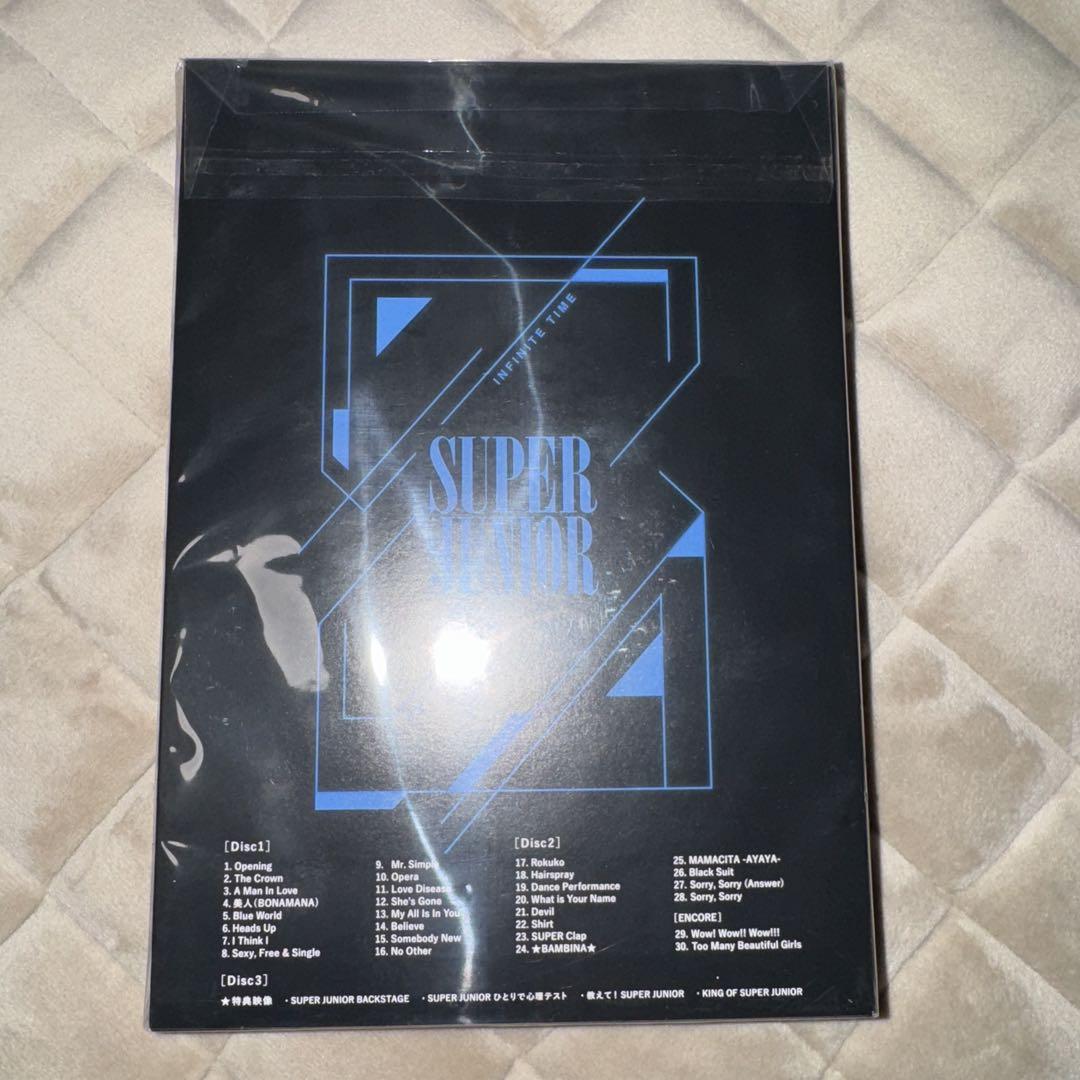 INFINITE TIME
SUPER
JUNIOR
[Disc1]
1. Opening
2. The Crown
3. A Man In Love
4. 美人(BONAMANA)
5. Blue World
6. Heads Up
7. I Think I
8. Sexy, Free & Single
9. Mr. Simple
10. Opera
11. Love Disease
12. She's Gone
13. My All Is In You
14. Believe
15. Somebody New
16. No Other
[Disc2]
17. Rokuko
18. Hairspray
19. Dance Performance
20. What is Your Name
21. Devil
22. Shirt
23. SUPER Clap
24. ★BAMBINA★
25. MAMACITA -AYAYA-
26. Black Suit
27. Sorry, Sorry (Answer)
28. Sorry, Sorry
[ENCORE]
29. Wow! Wow!! Wow!!!
30. Too Many Beautiful Girls
[Disc3]
★特典映像 ・SUPER JUNIOR BACKSTAGE ・SUPER JUNIOR ひとりで心理テスト ・教えて! SUPER JUNIOR ・KING OF SUPER JUNIOR